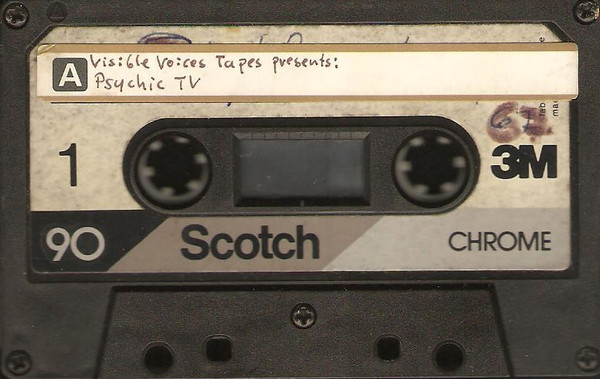 A
Visible Voices Tapes presents:
Psychic TV
1
3M
90
Scotch
CHROME